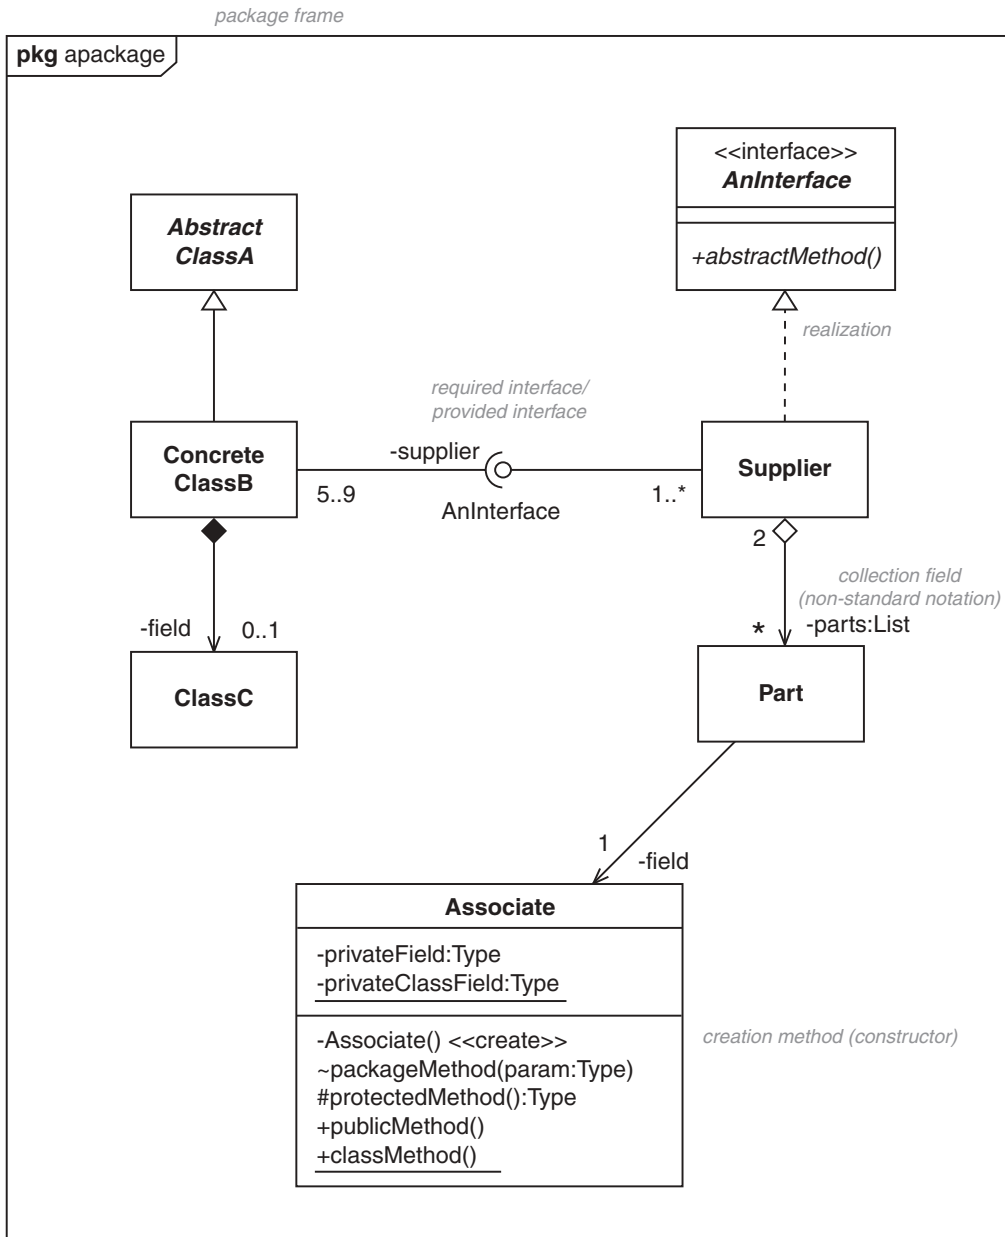 package frame
pkg apackage
<<interface>>
AnInterface
+abstractMethod()
Abstract
ClassA
realization
required interface/
provided interface
Concrete
ClassB
-supplier
5..9
AnInterface
1..*
Supplier
2
collection field
(non-standard notation)
-parts:List
*
-field
0..1
ClassC
Part
1
-field
Associate
-privateField:Type
-privateClassField:Type
-Associate() <<create>>
~packageMethod(param:Type)
#protectedMethod():Type
+publicMethod()
+classMethod()
creation method (constructor)